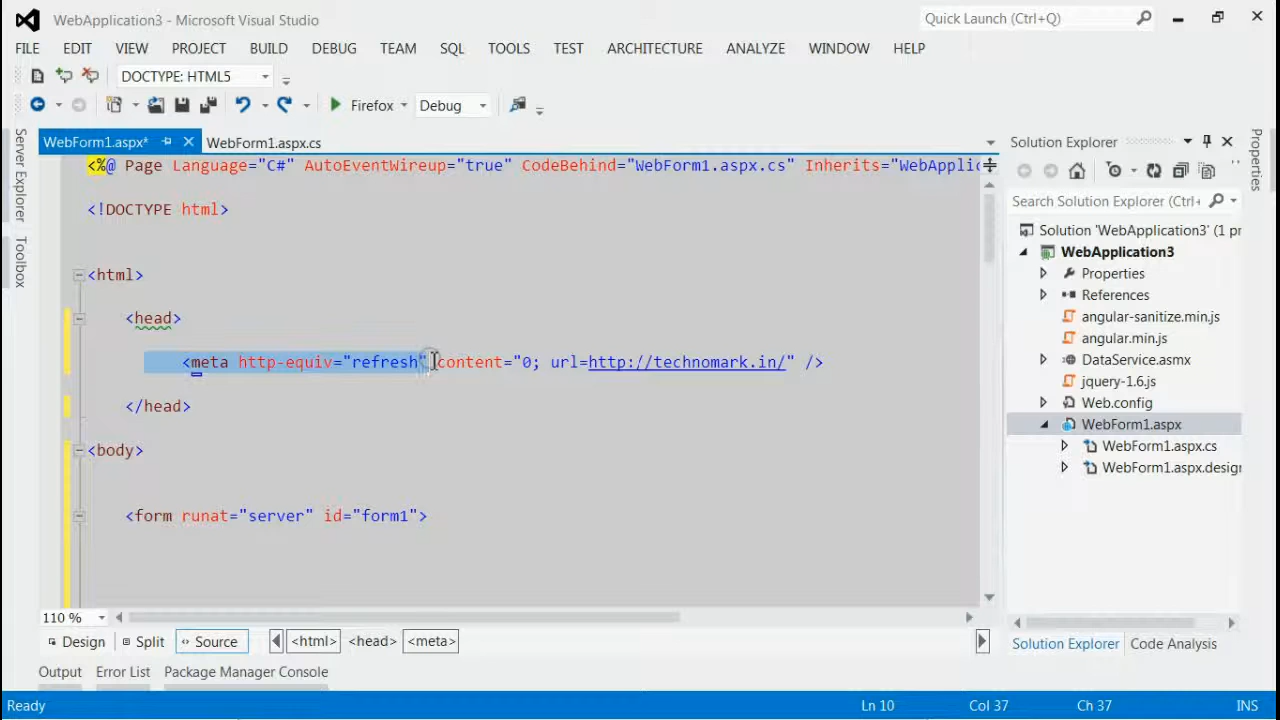 WebApplication3 - Microsoft Visual Studio
Quick Launch (Ctrl+Q)
FILE EDIT VIEW PROJECT BUILD DEBUG TEAM SQL TOOLS TEST ARCHITECTURE ANALYZE WINDOW HELP
DOCTYPE: HTML5
Firefox Debug
WebForm1.aspx* WebForm1.aspx.cs
<%@ Page Language="C#" AutoEventWireup="true" CodeBehind="WebForm1.aspx.cs" Inherits="WebApplic
<!DOCTYPE html>
<html>
<head>
<meta http-equiv="refresh" content="0; url=http://technomark.in/" />
</head>
<body>
<form runat="server" id="form1">
110 %
Design Split Source <html> <head> <meta>
Output Error List Package Manager Console
Server Explorer
Toolbox
Solution Explorer
Search Solution Explorer (Ctrl+
Solution 'WebApplication3' (1 pr
WebApplication3
Properties
References
angular-sanitize.min.js
angular.min.js
DataService.asmx
jquery-1.6.js
Web.config
WebForm1.aspx
WebForm1.aspx.cs
WebForm1.aspx.design
Solution Explorer Code Analysis
Properties
Ready Ln 10 Col 37 Ch 37 INS